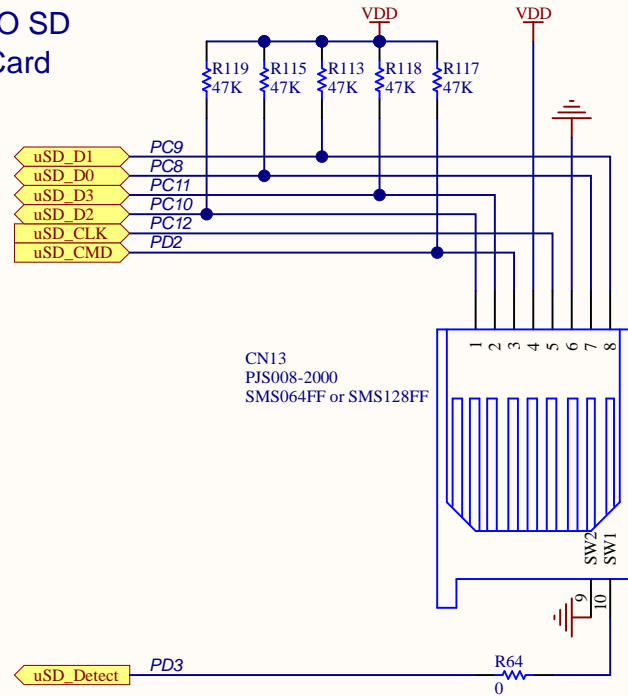 O SD
Card
VDD
VDD
R119
47K
R115
47K
R113
47K
R118
47K
R117
47K
uSD_D1
PC9
uSD_D0
PC8
uSD_D3
PC11
uSD_D2
PC10
uSD_CLK
PC12
uSD_CMD
PD2
1
2
3
4
5
6
7
8
CN13
PJS008-2000
SMS064FF or SMS128FF
SW2
SW1
9
10
uSD_Detect
PD3
R64
0